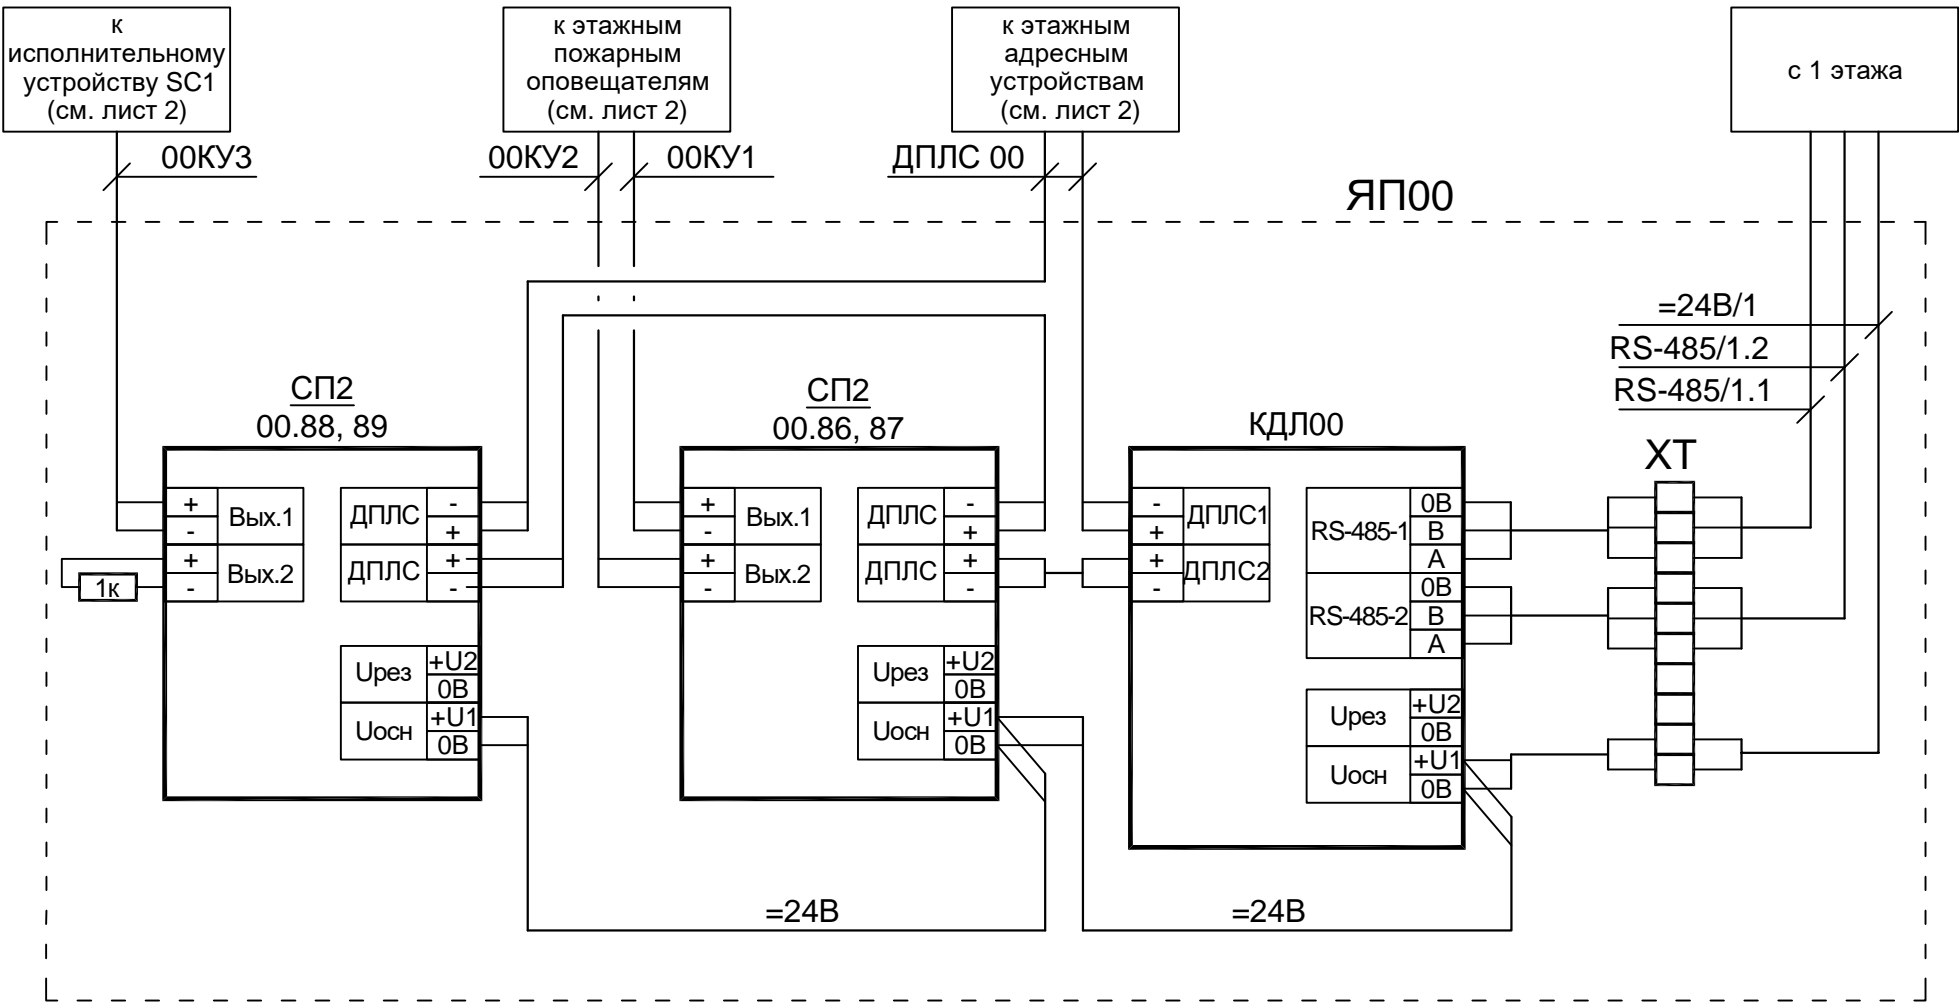 к
исполнительному
устройству SC1
(см. лист 2)
к этажным
пожарным
оповещателям
(см. лист 2)
к этажным
адресным
устройствам
(см. лист 2)
с 1 этажа
00КУ3
00КУ2
00КУ1
ДПЛС 00
ЯП00
=24В/1
RS-485/1.2
RS-485/1.1
СП2
00.88, 89
+
-
Вых.1
+
-
Вых.2
1к
ДПЛС
-
+
ДПЛС
+
-
Uрез
+U2
0В
Uосн
+U1
0В
СП2
00.86, 87
+
-
Вых.1
+
-
Вых.2
ДПЛС
-
+
ДПЛС
+
-
Uрез
+U2
0В
Uосн
+U1
0В
КДЛ00
-
+
ДПЛС1
+
-
ДПЛС2
RS-485-1
0В
В
А
RS-485-2
0В
В
А
Uрез
+U2
0В
Uосн
+U1
0В
ХТ
=24В
=24В